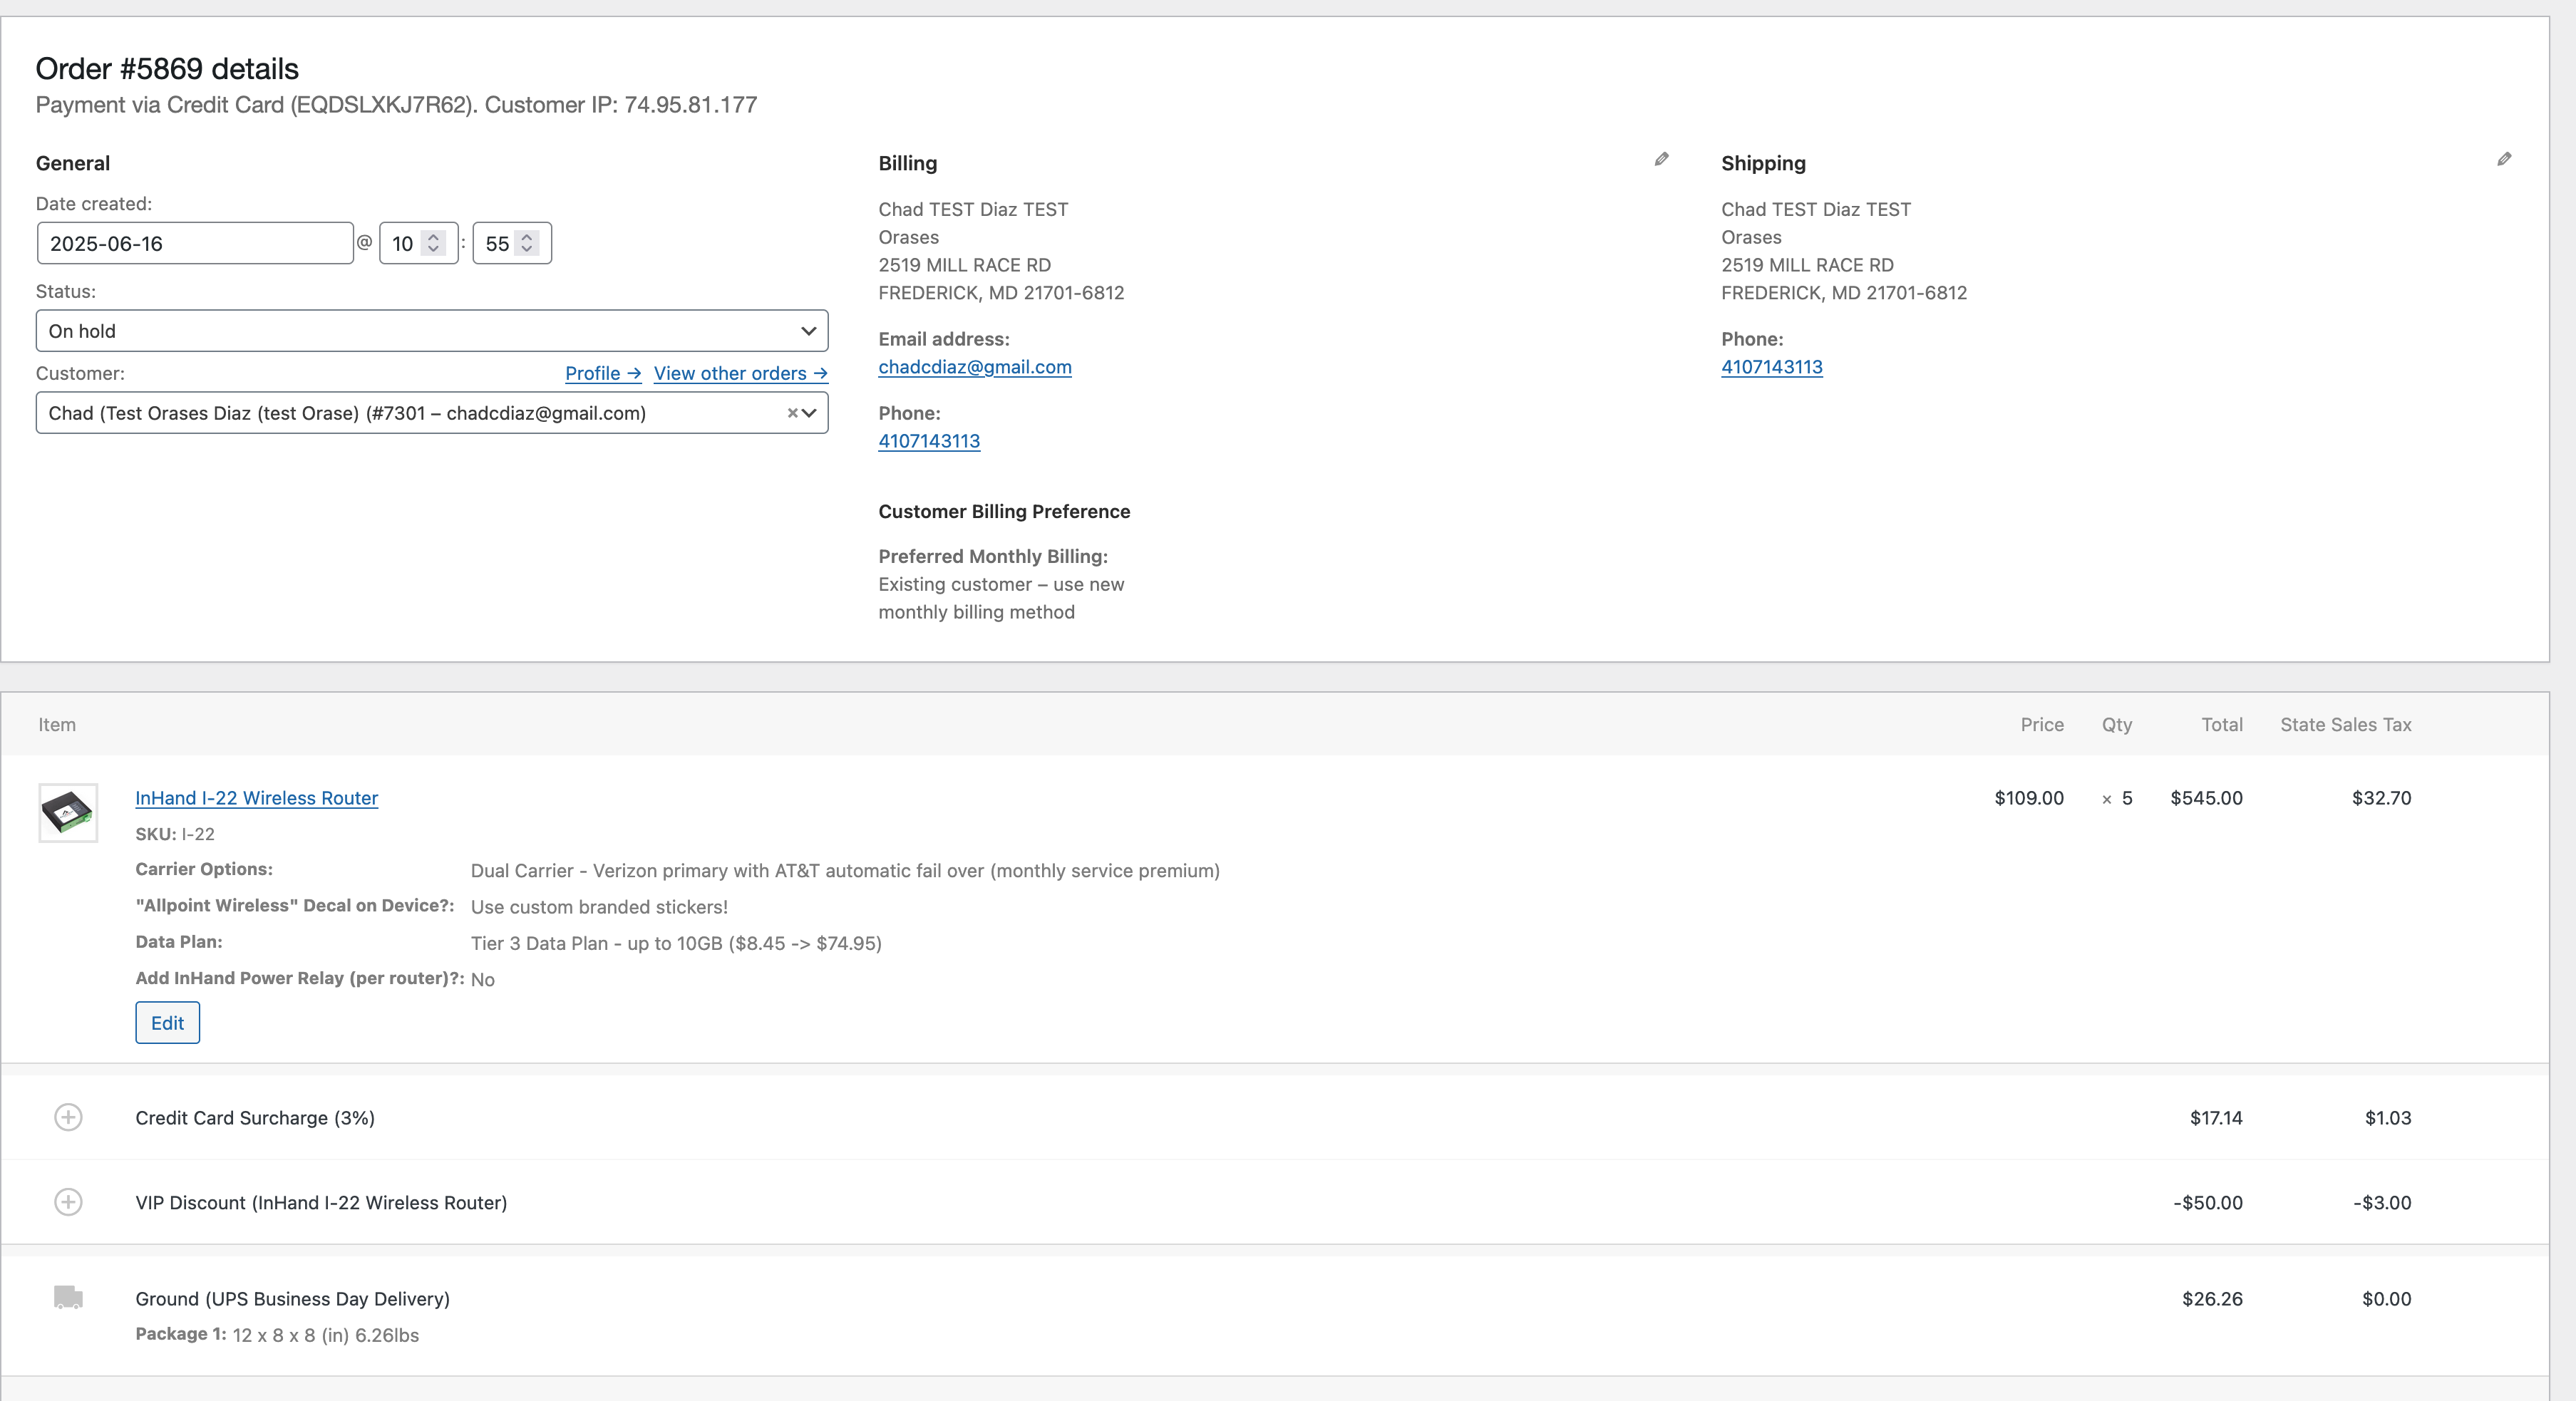 Order #5869 details
Payment via Credit Card (EQDSLXKJ7R62). Customer IP: 74.95.81.177
General
Date created:
2025-06-16 @ 10 : 55
Status:
On hold
Customer: Profile → View other orders →
Chad (Test Orases Diaz (test Orase) (#7301 – chadcdiaz@gmail.com) ×
Billing
Chad TEST Diaz TEST
Orases
2519 MILL RACE RD
FREDERICK, MD 21701-6812
Email address:
chadcdiaz@gmail.com
Phone:
4107143113
Customer Billing Preference
Preferred Monthly Billing:
Existing customer – use new
monthly billing method
Shipping
Chad TEST Diaz TEST
Orases
2519 MILL RACE RD
FREDERICK, MD 21701-6812
Phone:
4107143113
Item Price Qty Total State Sales Tax
InHand I-22 Wireless Router $109.00 × 5 $545.00 $32.70
SKU: I-22
Carrier Options: Dual Carrier - Verizon primary with AT&T automatic fail over (monthly service premium)
"Allpoint Wireless" Decal on Device?: Use custom branded stickers!
Data Plan: Tier 3 Data Plan - up to 10GB ($8.45 -> $74.95)
Add InHand Power Relay (per router)?: No
Edit
Credit Card Surcharge (3%) $17.14 $1.03
VIP Discount (InHand I-22 Wireless Router) -$50.00 -$3.00
Ground (UPS Business Day Delivery) $26.26 $0.00
Package 1: 12 x 8 x 8 (in) 6.26lbs